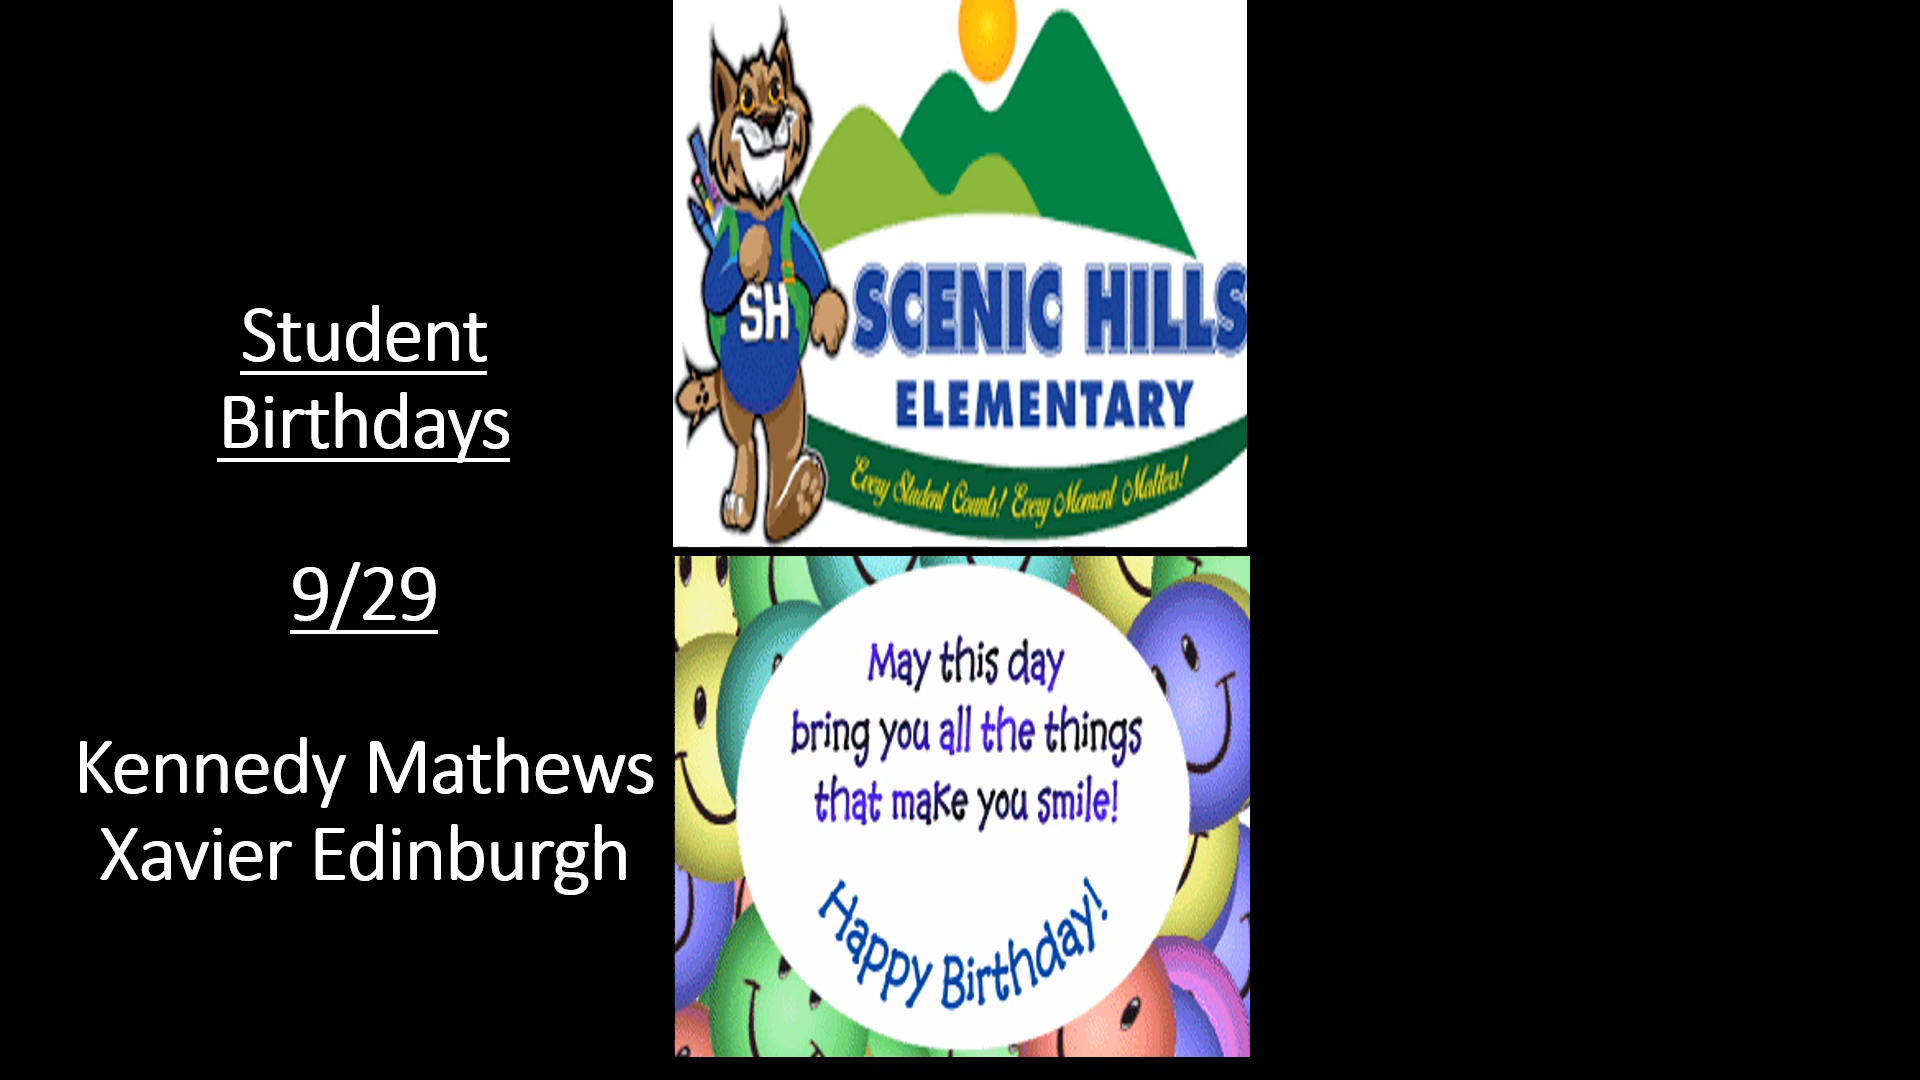 Student
Birthdays
9/29
Kennedy Mathews
Xavier Edinburgh
SH
SCENIC HILLS
ELEMENTARY
Every Student Counts! Every Moment Matters!
May this day
bring you all the things
that make you smile!
Happy Birthday!